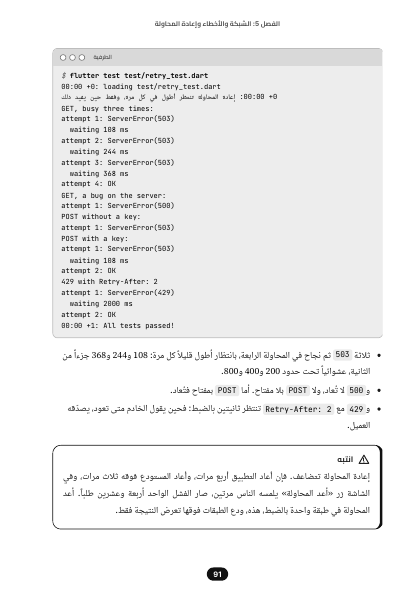 الفصل 5: الشبكة والأخطاء وإعادة المحاولة
الطرفية
$ flutter test test/retry_test.dart
00:00 +0: loading test/retry_test.dart
00:00 +0: إعادة المحاولة تنتظر أطول في كل مرة، وفقط حين يفيد ذلك
GET, busy three times:
attempt 1: ServerError(503)
waiting 108 ms
attempt 2: ServerError(503)
waiting 244 ms
attempt 3: ServerError(503)
waiting 368 ms
attempt 4: OK
GET, a bug on the server:
attempt 1: ServerError(500)
POST without a key:
attempt 1: ServerError(503)
POST with a key:
attempt 1: ServerError(503)
waiting 108 ms
attempt 2: OK
429 with Retry-After: 2
attempt 1: ServerError(429)
waiting 2000 ms
attempt 2: OK
00:00 +1: All tests passed!
• ثلاثة 503 ثم نجاح في المحاولة الرابعة، بانتظار أطول قليلاً كل مرة: 108 و244 و368 جزءاً من
الثانية، عشوائياً تحت حدود 200 و400 و800.
• و500 لا تُعاد، ولا POST بلا مفتاح. أما POST بمفتاح فتُعاد.
• و429 مع Retry-After: 2 تنتظر ثانيتين بالضبط: فحين يقول الخادم متى تعود، يصدّقه
العميل.
انتبه
إعادة المحاولة تتضاعف. فإن أعاد التطبيق أربع مرات، وأعاد المستودع فوقه ثلاث مرات، وفي
الشاشة زر «أعد المحاولة» يلمسه الناس مرتين، صار الفشل الواحد أربعة وعشرين طلباً. أعد
المحاولة في طبقة واحدة بالضبط، هذه، ودع الطبقات فوقها تعرض النتيجة فقط.
91